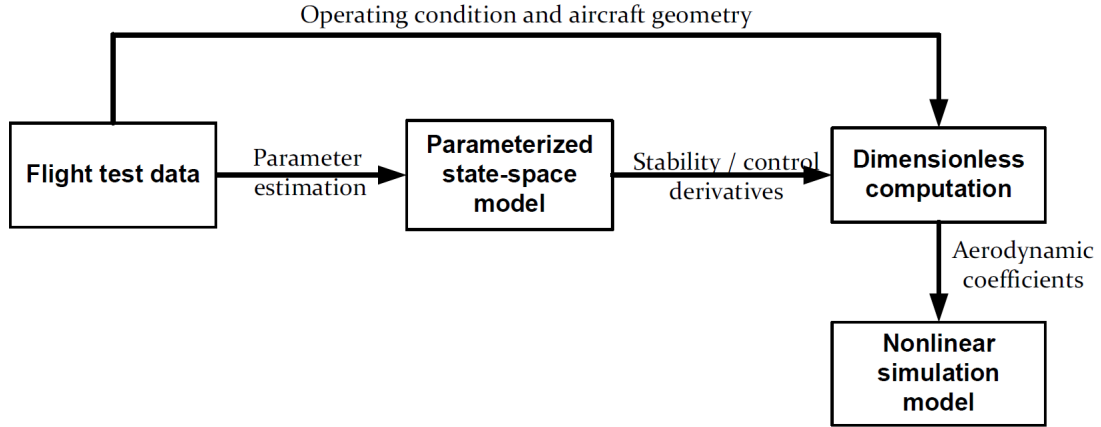 Operating condition and aircraft geometry
Flight test data
Parameter
estimation
Parameterized
state-space
model
Stability / control
derivatives
Dimensionless
computation
Aerodynamic
coefficients
Nonlinear
simulation
model